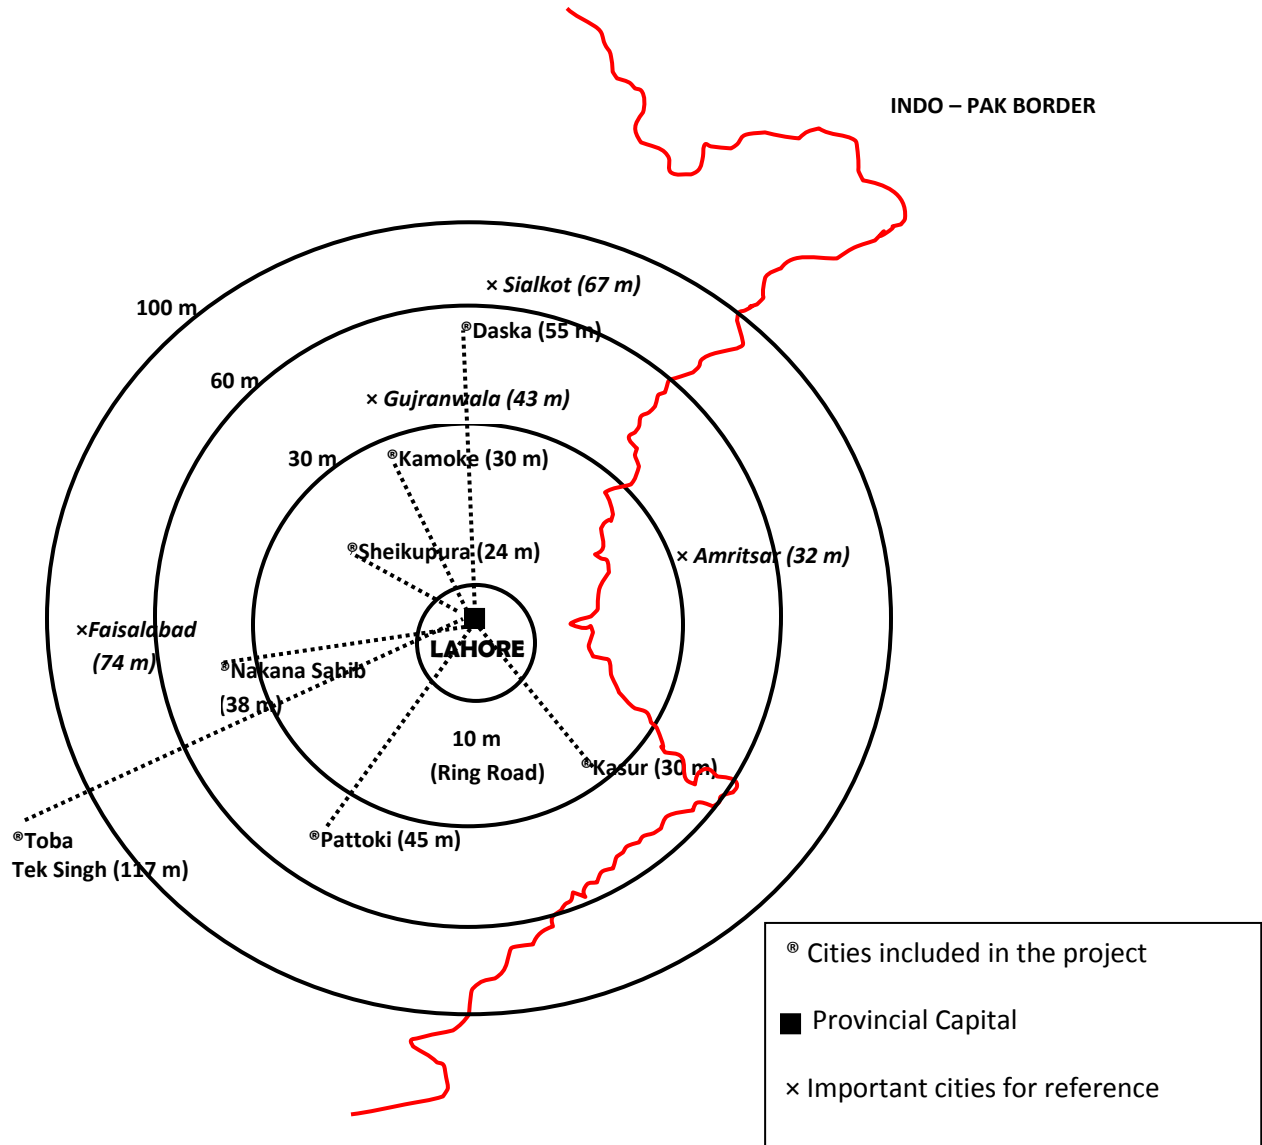 INDO – PAK BORDER
× Sialkot (67 m)
100 m
®Daska (55 m)
60 m
× Gujranwala (43 m)
30 m
®Kamoke (30 m)
®Sheikupura (24 m)
× Amritsar (32 m)
×Faisalabad
(74 m)
LAHORE
®Nakana Sahib
(38 m)
10 m
(Ring Road)
®Kasur (30 m)
®Toba
Tek Singh (117 m)
®Pattoki (45 m)
® Cities included in the project
■ Provincial Capital
× Important cities for reference